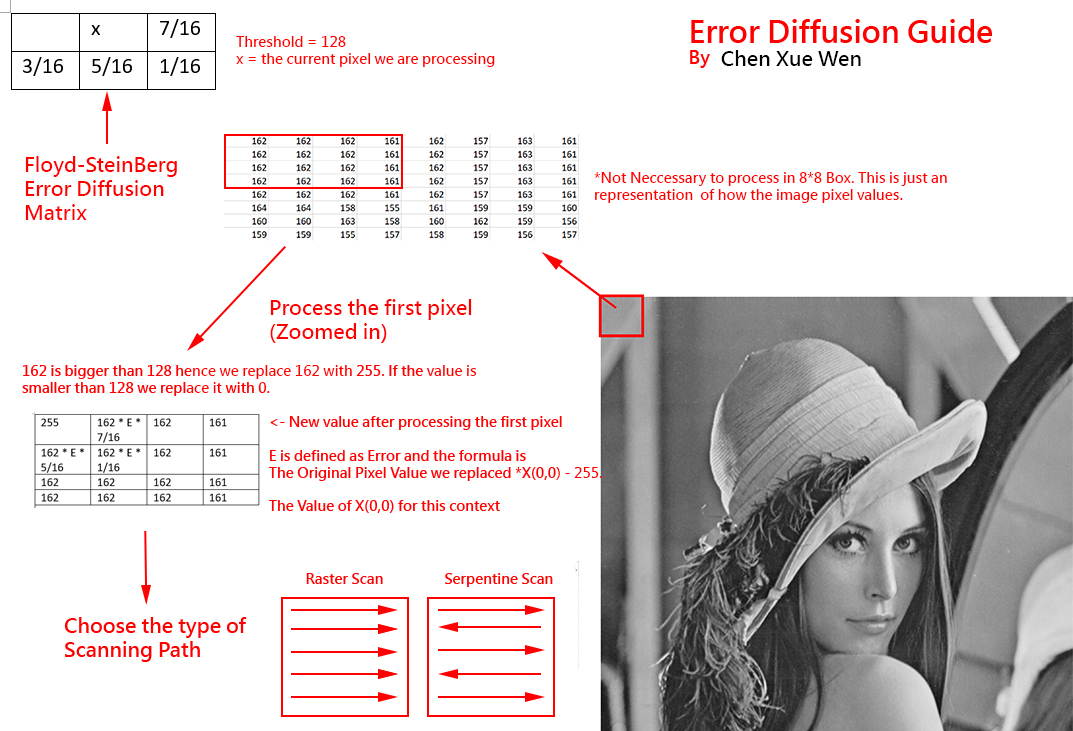 x 7/16
3/16 5/16 1/16
Threshold = 128
x = the current pixel we are processing
Error Diffusion Guide
By Chen Xue Wen
Floyd-SteinBerg
Error Diffusion
Matrix
162 162 162 161 162 157 163 161
162 162 162 161 162 157 163 161
162 162 162 161 162 157 163 161
162 162 162 161 162 157 163 161
162 162 162 161 162 157 163 161
164 164 158 155 161 159 159 160
160 160 163 158 160 162 159 156
159 159 155 157 158 159 156 157
*Not Neccessary to process in 8*8 Box. This is just an
representation of how the image pixel values.
Process the first pixel
(Zoomed in)
162 is bigger than 128 hence we replace 162 with 255. If the value is
smaller than 128 we replace it with 0.
255 162 * E * 162 161
7/16
162 * E * 162 * E * 162 161
5/16 1/16
162 162 162 161
162 162 162 161
<- New value after processing the first pixel
E is defined as Error and the formula is
The Original Pixel Value we replaced *X(0,0) - 255.
The Value of X(0,0) for this context
Choose the type of
Scanning Path
Raster Scan
Serpentine Scan